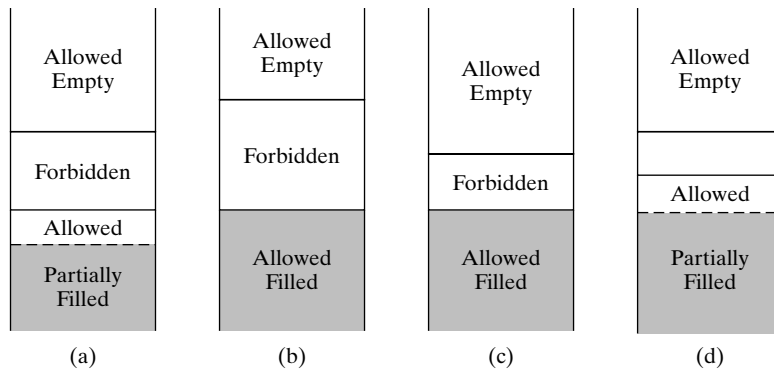 Allowed
Empty
Forbidden
Allowed
Partially
Filled
(a)
Allowed
Empty
Forbidden
Allowed
Filled
(b)
Allowed
Empty
Forbidden
Allowed
Filled
(c)
Allowed
Empty
Allowed
Partially
Filled
(d)